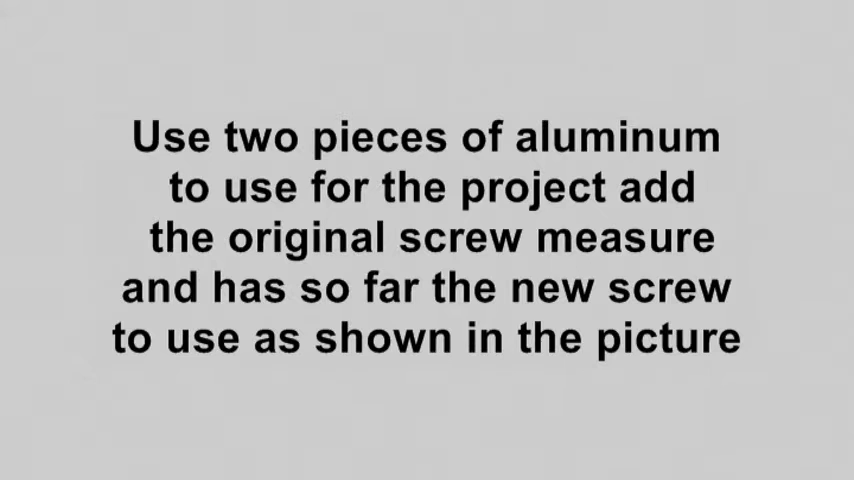 Use two pieces of aluminum
to use for the project add
the original screw measure
and has so far the new screw
to use as shown in the picture